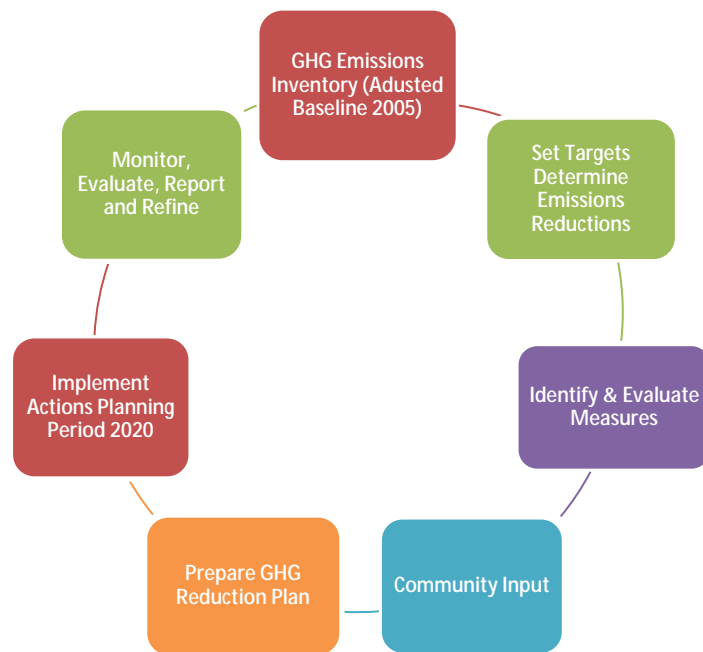 GHG Emissions
Inventory (Adusted
Baseline 2005)
Set Targets
Determine
Emissions
Reductions
Identify & Evaluate
Measures
Community Input
Prepare GHG
Reduction Plan
Implement
Actions Planning
Period 2020
Monitor,
Evaluate, Report
and Refine